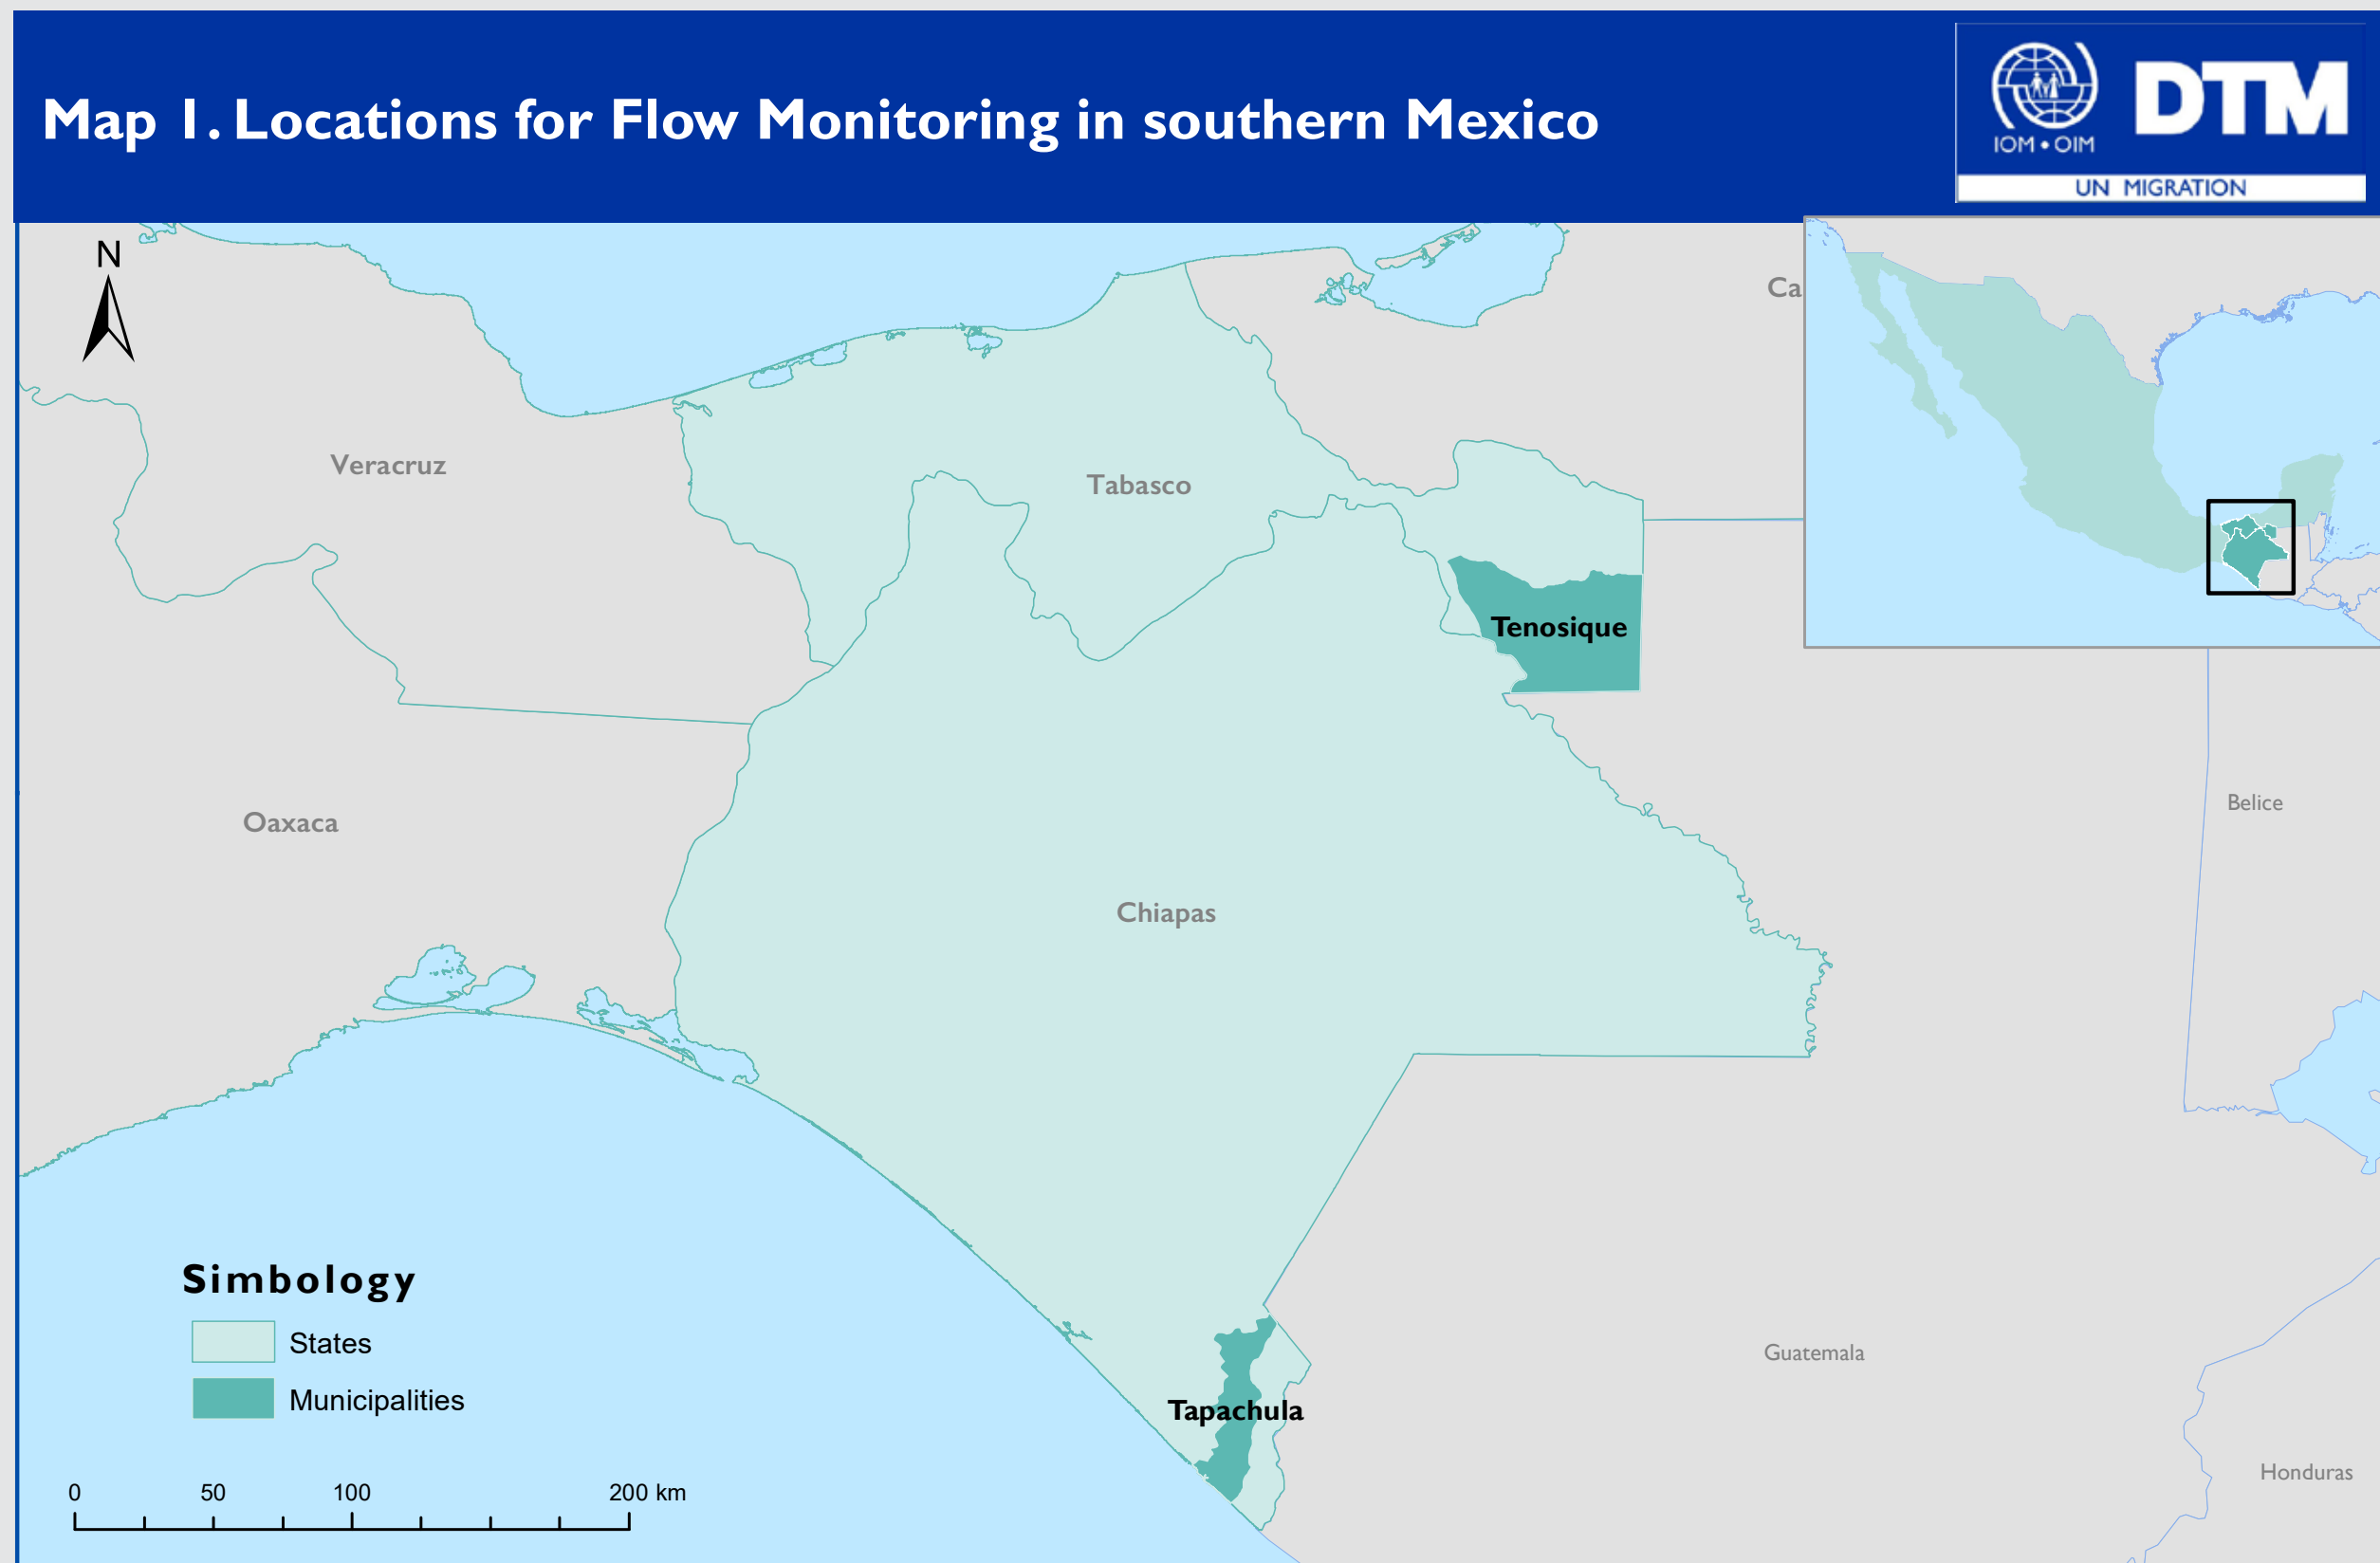 Map 1. Locations for Flow Monitoring in southern Mexico
IOM • OIM
DTM
UN MIGRATION
N
Ca
Veracruz
Tabasco
Tenosique
Oaxaca
Belice
Chiapas
Simbology
States
Municipalities
Guatemala
Tapachula
Honduras
0 50 100 200 km